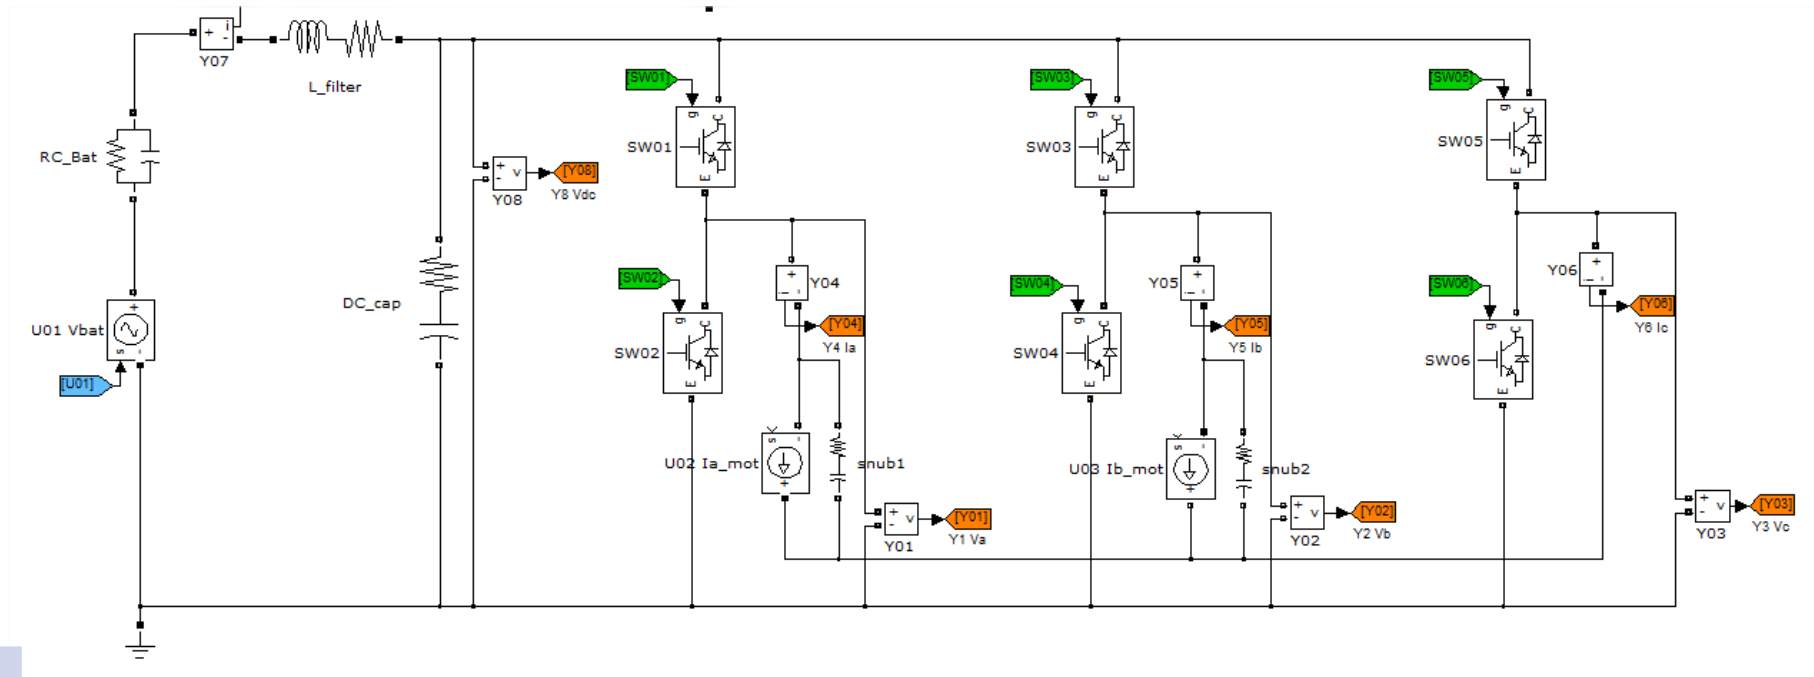 i
+
-
Y07
L_filter
[SW01]
[SW03]
[SW05]
g
C
SW01
E
g
C
SW03
E
g
C
SW05
E
RC_Bat
+
-
v
Y08
[Y08]
Y8 Vdc
+
U01 Vbat
s
-
[U01]
DC_cap
[SW02]
[SW04]
[SW06]
g
C
SW02
E
g
C
SW04
E
g
C
SW06
E
+
i
-
Y04
[Y04]
Y4 Ia
+
i
-
Y05
[Y05]
Y5 Ib
+
i
-
Y06
[Y06]
Y6 Ic
s
-
U02 Ia_mot
+
snub1
s
-
U03 Ib_mot
+
snub2
+
-
v
Y01
[Y01]
Y1 Va
+
-
v
Y02
[Y02]
Y2 Vb
+
-
v
Y03
[Y03]
Y3 Vc